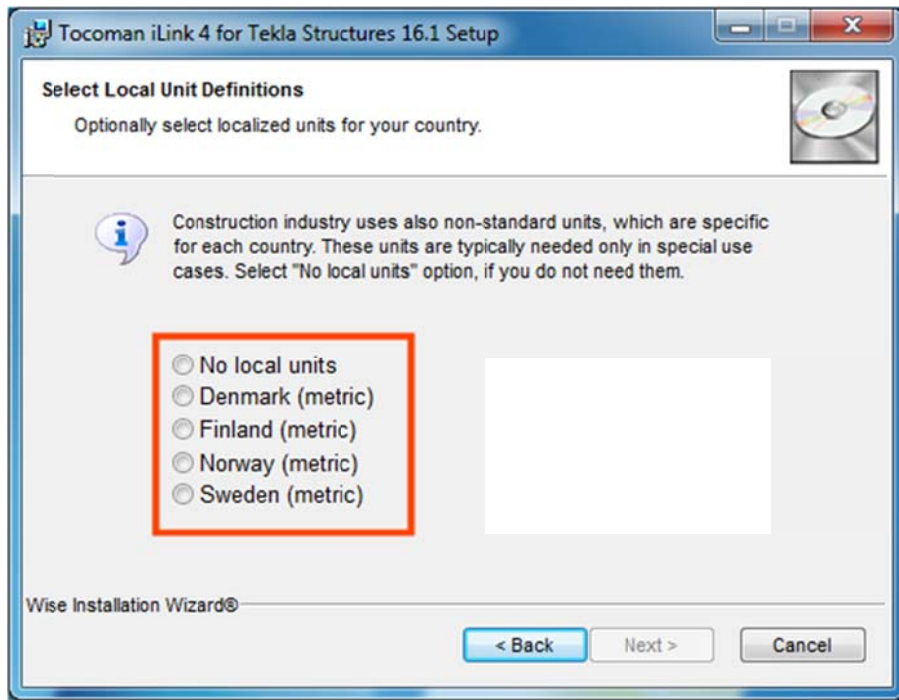 Tocoman iLink 4 for Tekla Structures 16.1 Setup
Select Local Unit Definitions
Optionally select localized units for your country.
Construction industry uses also non-standard units, which are specific
for each country. These units are typically needed only in special use
cases. Select "No local units" option, if you do not need them.
No local units
Denmark (metric)
Finland (metric)
Norway (metric)
Sweden (metric)
Wise Installation Wizard®
< Back Next > Cancel